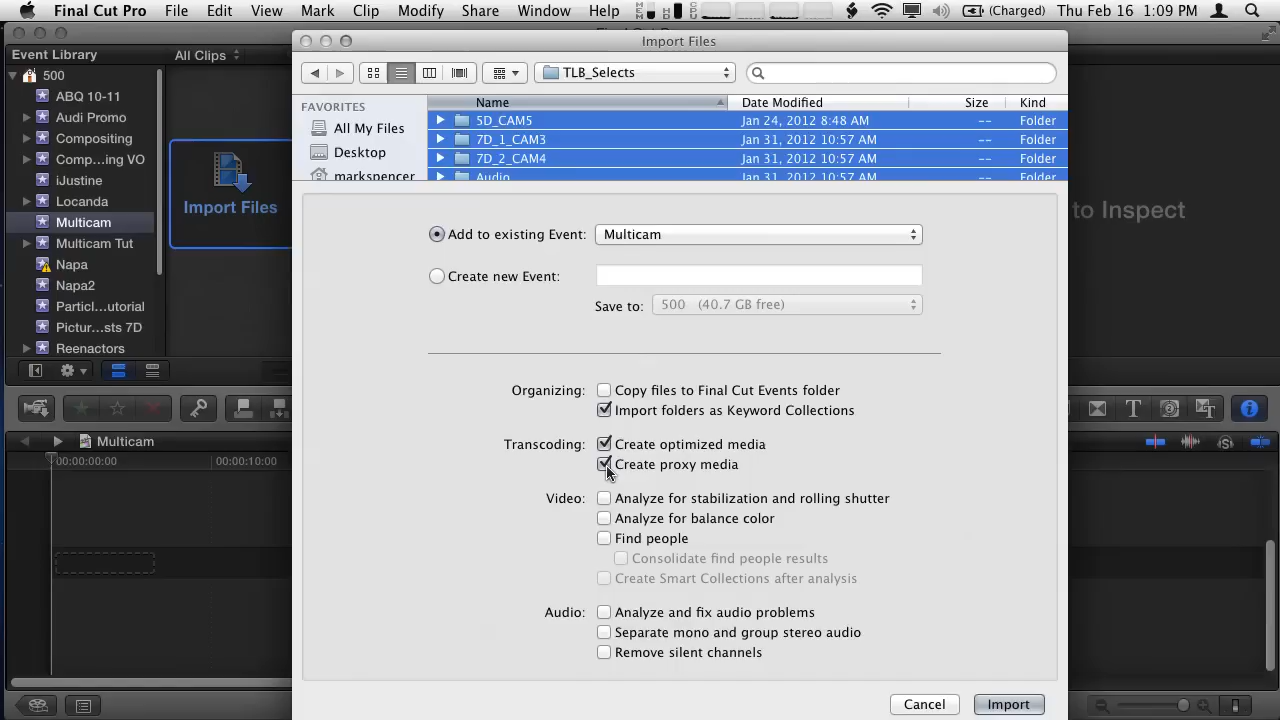 Final Cut Pro File Edit View Mark Clip Modify Share Window Help (Charged) Thu Feb 16 1:09 PM
Import Files
Event Library All Clips
TLB_Selects
500
ABQ 10-11
Audi Promo
Compositing
Comp...ing VO
iJustine
Locanda
Multicam
Multicam Tut
Napa
Napa2
Particl...utorial
Pictur...sts 7D
Reenactors
Import Files
FAVORITES
All My Files
Desktop
markspencer
Name Date Modified Size Kind
5D_CAM5 Jan 24, 2012 8:48 AM -- Folder
7D_1_CAM3 Jan 31, 2012 10:57 AM -- Folder
7D_2_CAM4 Jan 31, 2012 10:57 AM -- Folder
Audio Jan 31, 2012 10:57 AM -- Folder
to Inspect
Add to existing Event: Multicam
Create new Event:
Save to: 500 (40.7 GB free)
Organizing: Copy files to Final Cut Events folder
Import folders as Keyword Collections
Transcoding: Create optimized media
Create proxy media
Video: Analyze for stabilization and rolling shutter
Analyze for balance color
Find people
Consolidate find people results
Create Smart Collections after analysis
Audio: Analyze and fix audio problems
Separate mono and group stereo audio
Remove silent channels
Cancel Import
Multicam
00:00:00:00 00:00:10:00